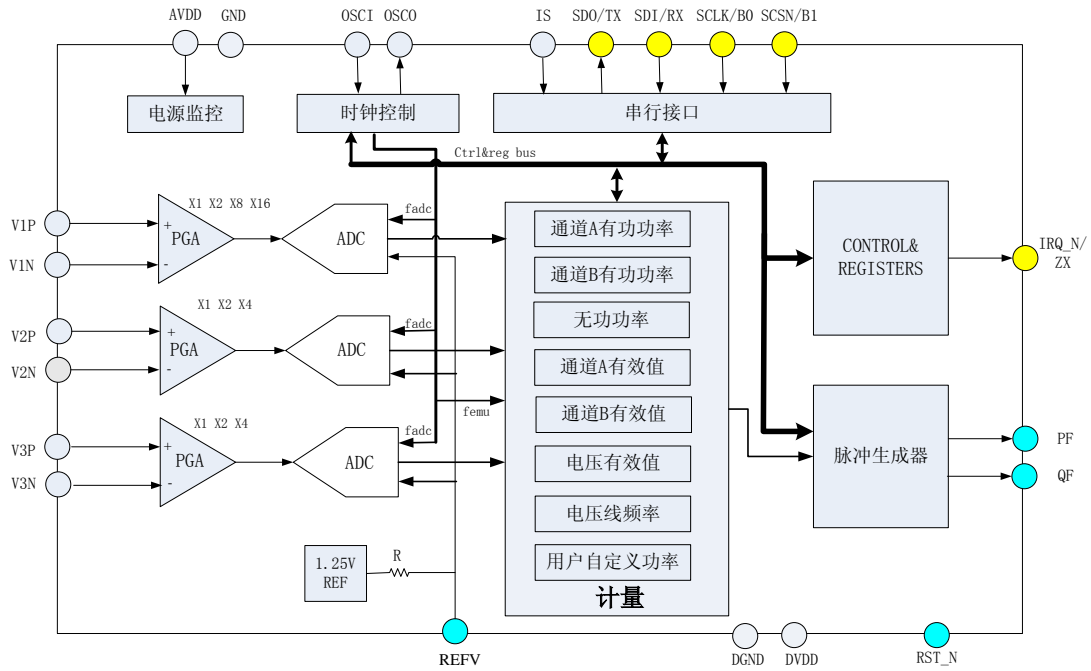 AVDD
GND
OSCI
OSCO
IS
SDO/TX
SDI/RX
SCLK/B0
SCSN/B1
电源监控
时钟控制
串行接口
Ctrl&reg bus
V1P
V1N
+
-
PGA
X1 X2 X8 X16
ADC
fadc
V2P
V2N
+
-
PGA
X1 X2 X4
ADC
fadc
femu
V3P
V3N
+
-
PGA
X1 X2 X4
ADC
fadc
通道A有功功率
通道B有功功率
无功功率
通道A有效值
通道B有效值
电压有效值
电压线频率
用户自定义功率
计量
CONTROL&
REGISTERS
IRQ_N/
ZX
脉冲生成器
PF
QF
1.25V
REF
R
REFV
DGND
DVDD
RST_N